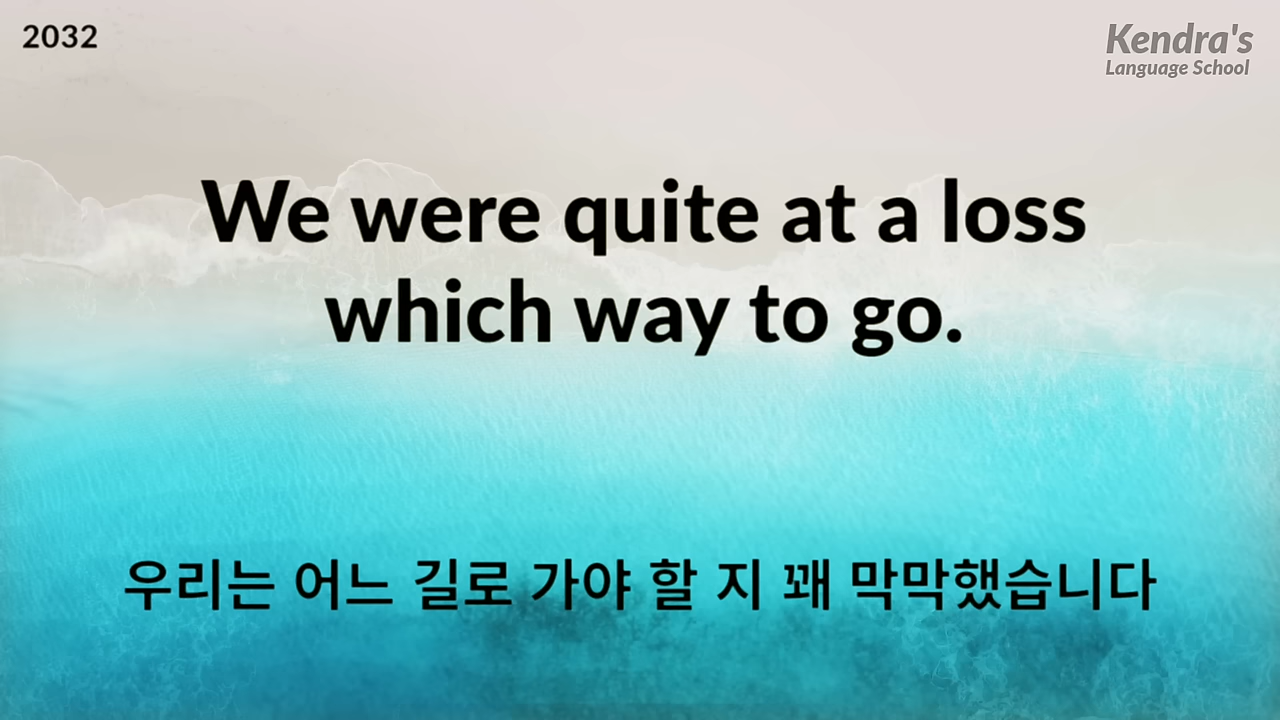 2032
Kendra's
Language School
We were quite at a loss
which way to go.
우리는 어느 길로 가야 할 지 꽤 막막했습니다